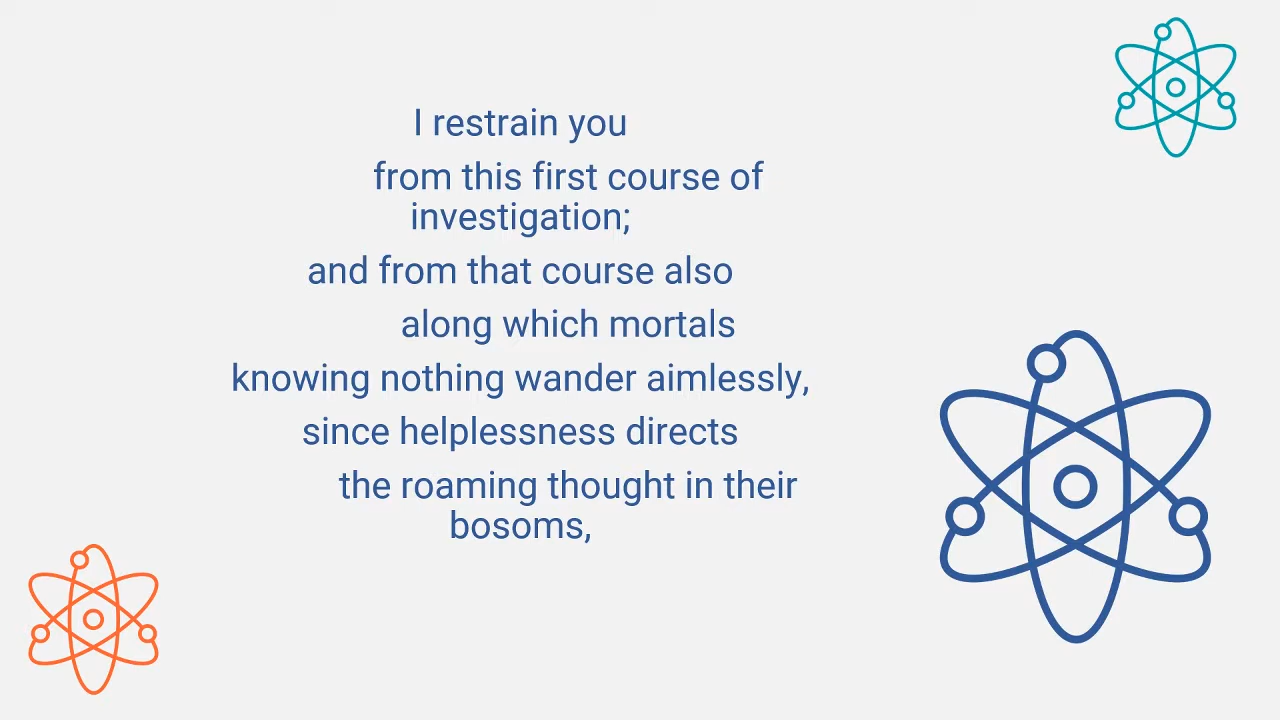 I restrain you
from this first course of
investigation;
and from that course also
along which mortals
knowing nothing wander aimlessly,
since helplessness directs
the roaming thought in their
bosoms,